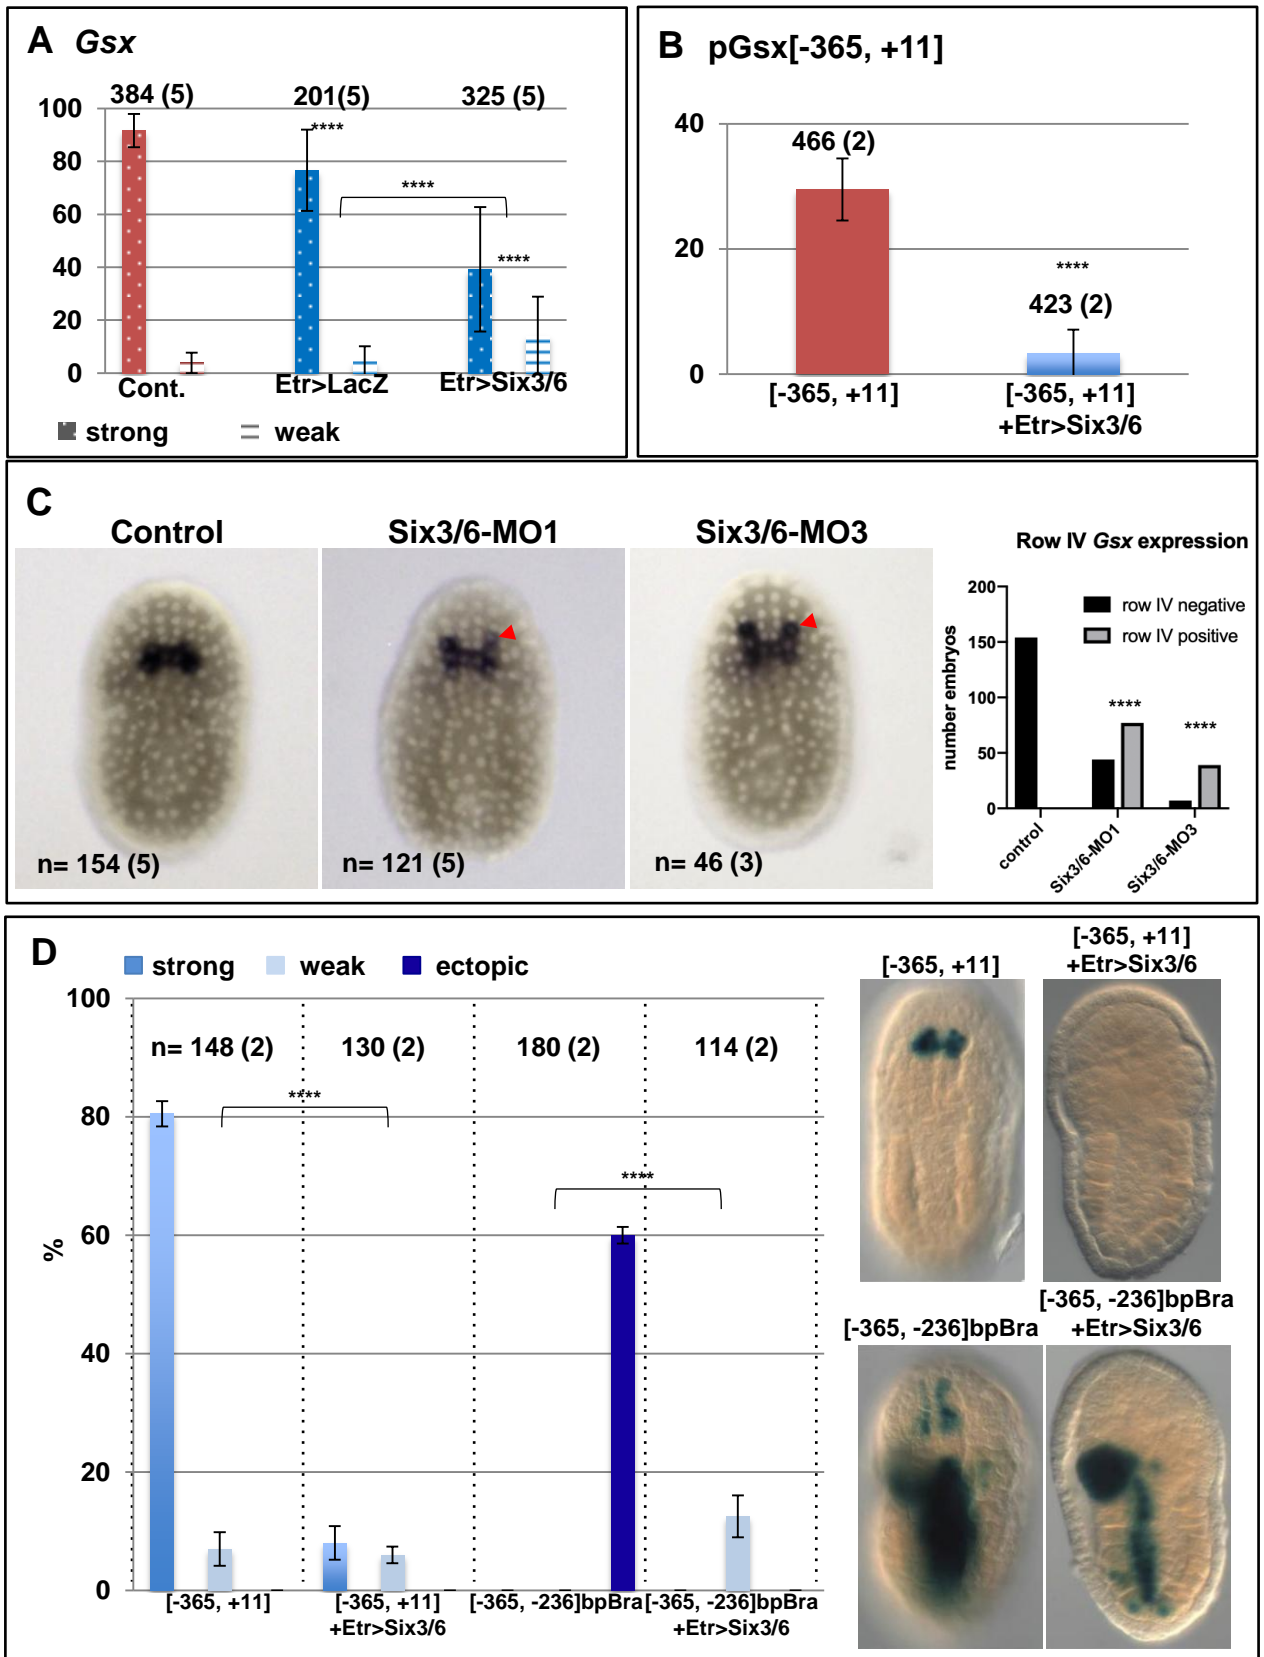 A Gsx
384 (5)
201(5)
325 (5)
100
80
60
40
20
0
****
****
****
Cont.
Etr>LacZ
Etr>Six3/6
strong
weak
B pGsx[-365, +11]
40
20
0
466 (2)
****
423 (2)
[-365, +11]
[-365, +11]
+Etr>Six3/6
C
Control
Six3/6-MO1
Six3/6-MO3
n= 154 (5)
n= 121 (5)
n= 46 (3)
Row IV Gsx expression
number embryos
200
150
100
50
0
row IV negative
row IV positive
****
****
control
Six3/6-MO1
Six3/6-MO3
D
strong
weak
ectopic
%
100
80
60
40
20
0
n= 148 (2)
130 (2)
180 (2)
114 (2)
****
****
[-365, +11]
[-365, +11]
+Etr>Six3/6
[-365, -236]bpBra
[-365, -236]bpBra
+Etr>Six3/6
[-365, +11]
[-365, +11]
+Etr>Six3/6
[-365, -236]bpBra
[-365, -236]bpBra
+Etr>Six3/6